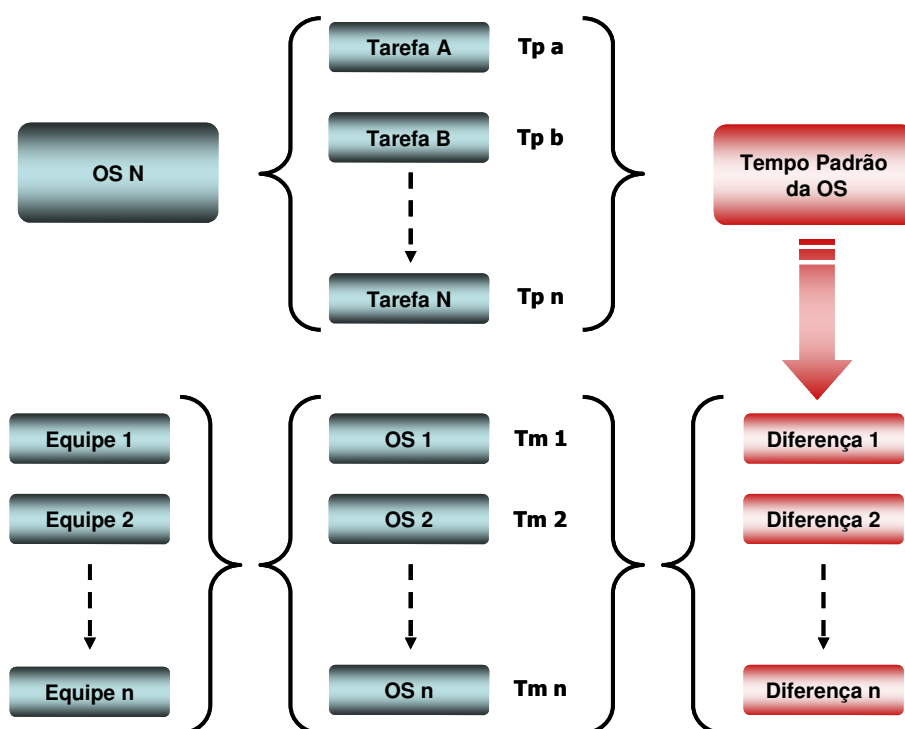 Tarefa A
Tp a
OS N
Tarefa B
Tp b
Tempo Padrão
da OS
Tarefa N
Tp n
Equipe 1
OS 1
Tm 1
Diferença 1
Equipe 2
OS 2
Tm 2
Diferença 2
Equipe n
OS n
Tm n
Diferença n